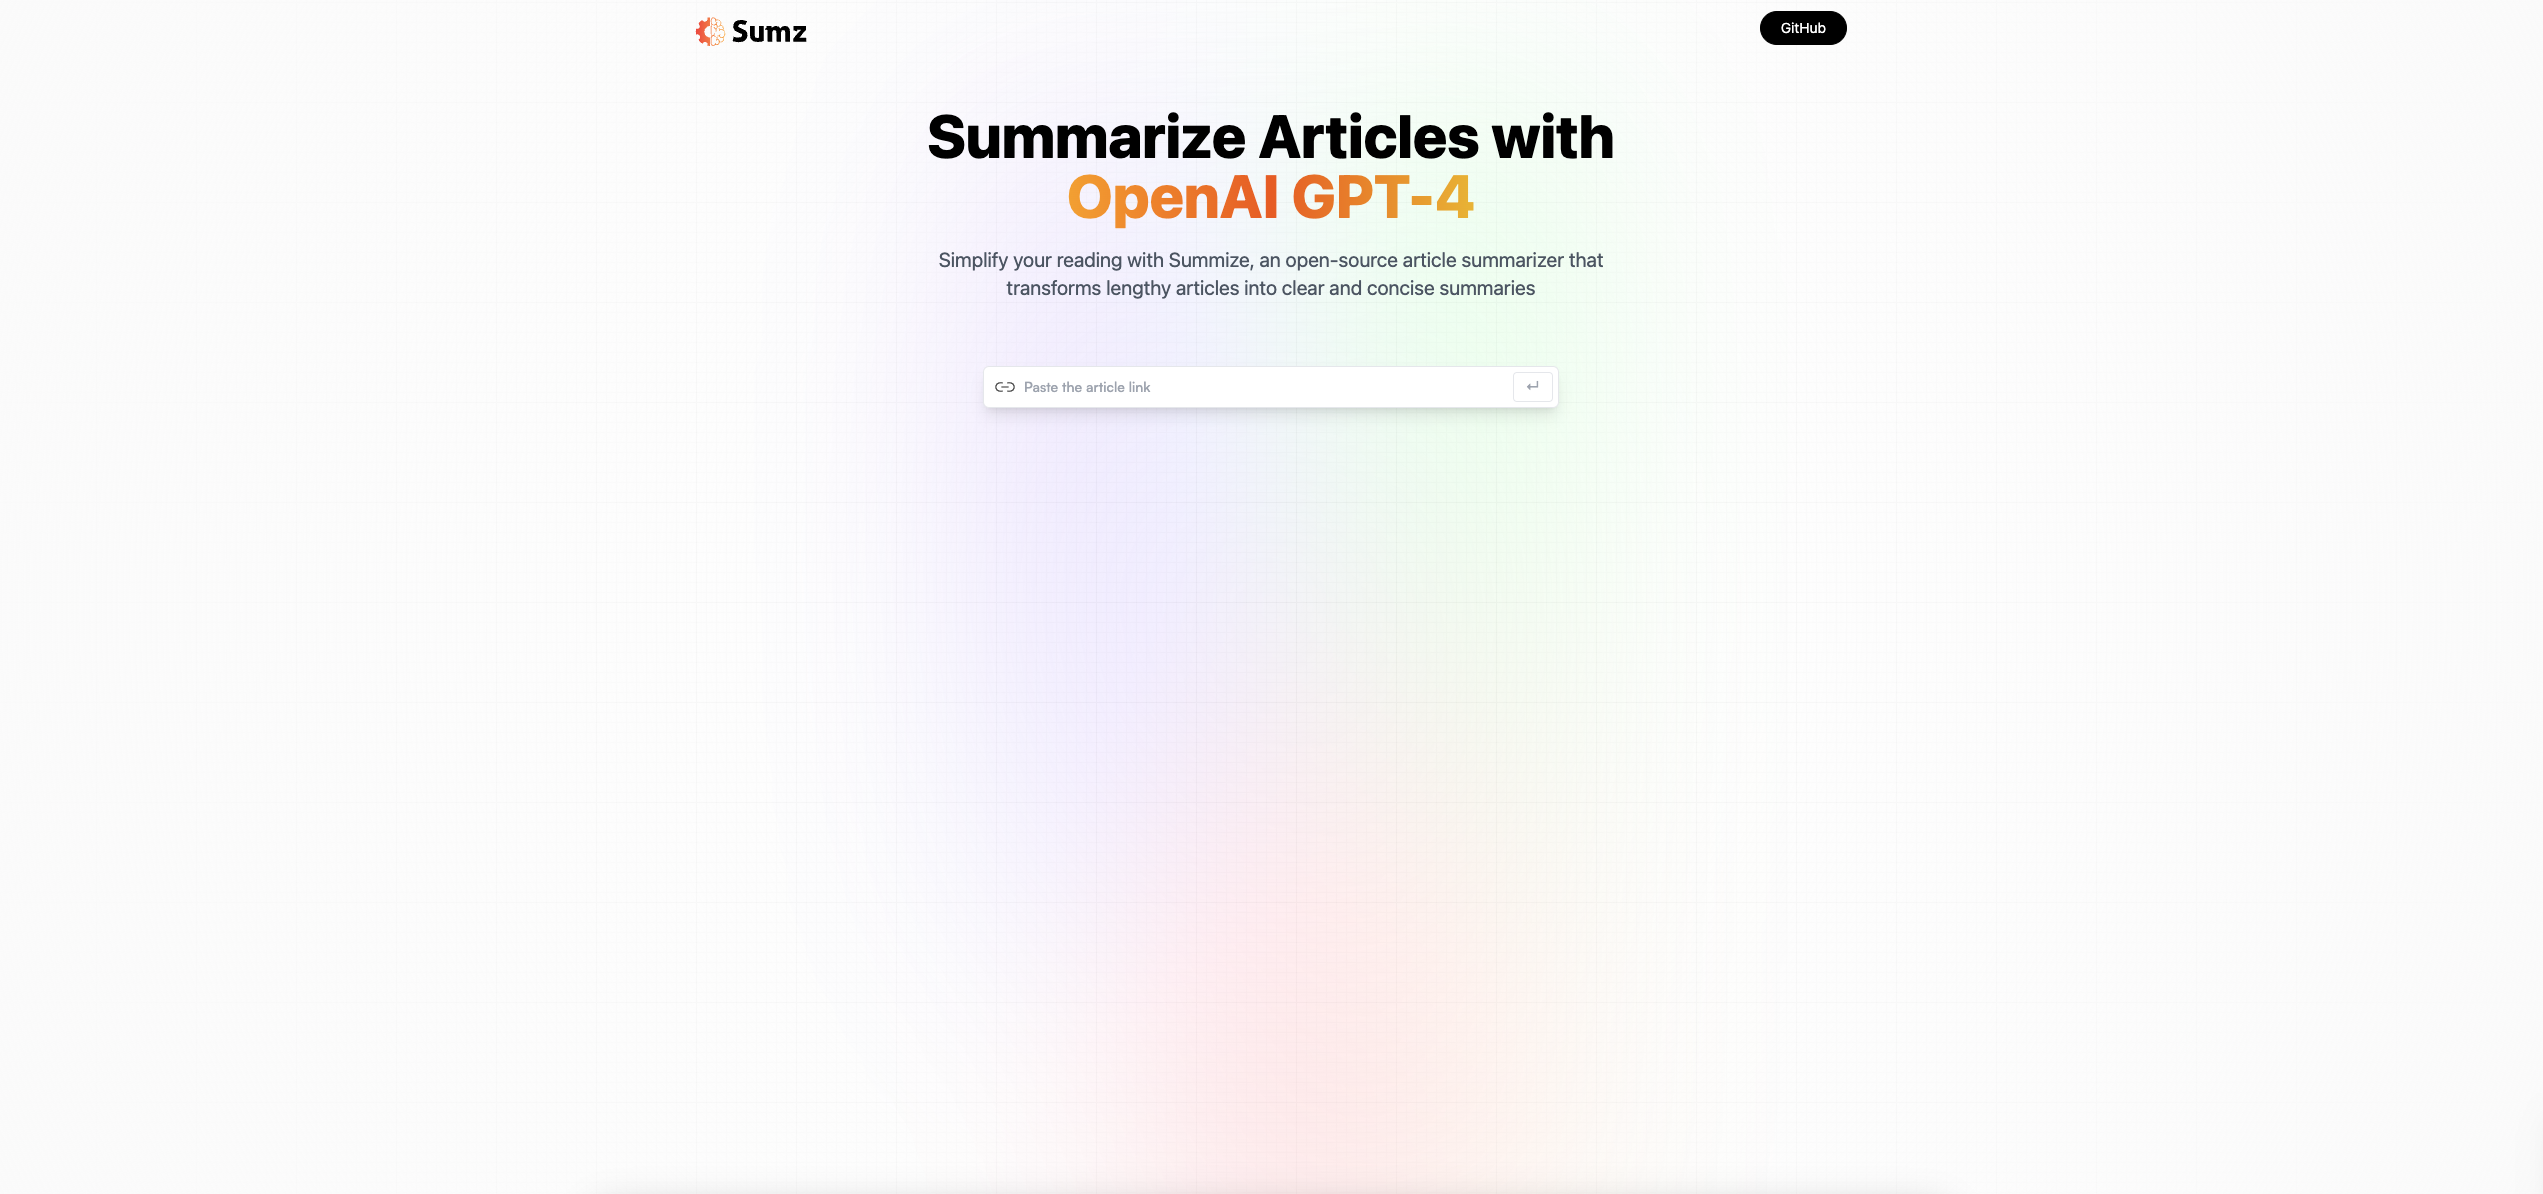 Sumz
GitHub
Summarize Articles with
OpenAI GPT-4
Simplify your reading with Summize, an open-source article summarizer that
transforms lengthy articles into clear and concise summaries
Paste the article link